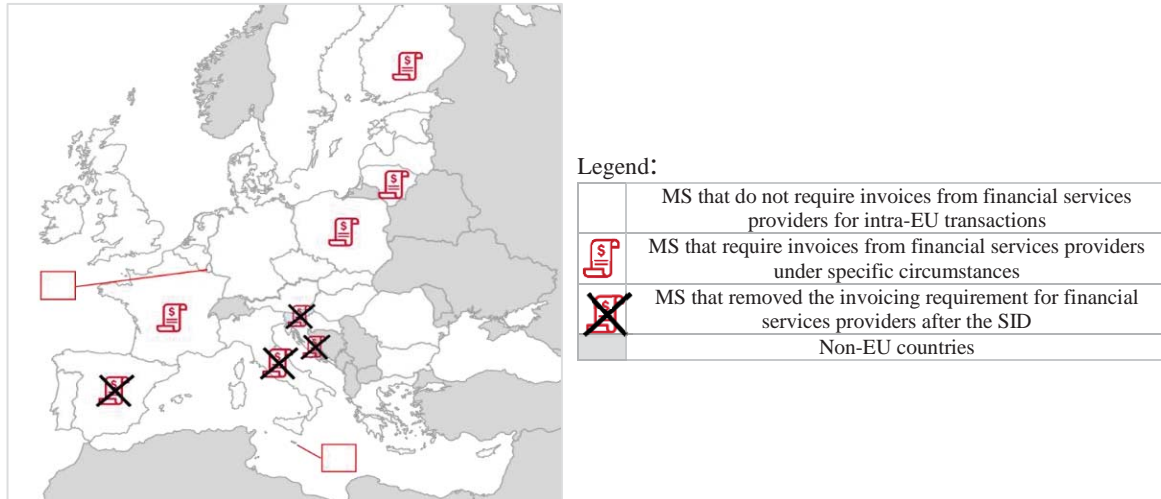 Legend:
MS that do not require invoices from financial services
providers for intra-EU transactions
MS that require invoices from financial services providers
under specific circumstances
MS that removed the invoicing requirement for financial
services providers after the SID
Non-EU countries